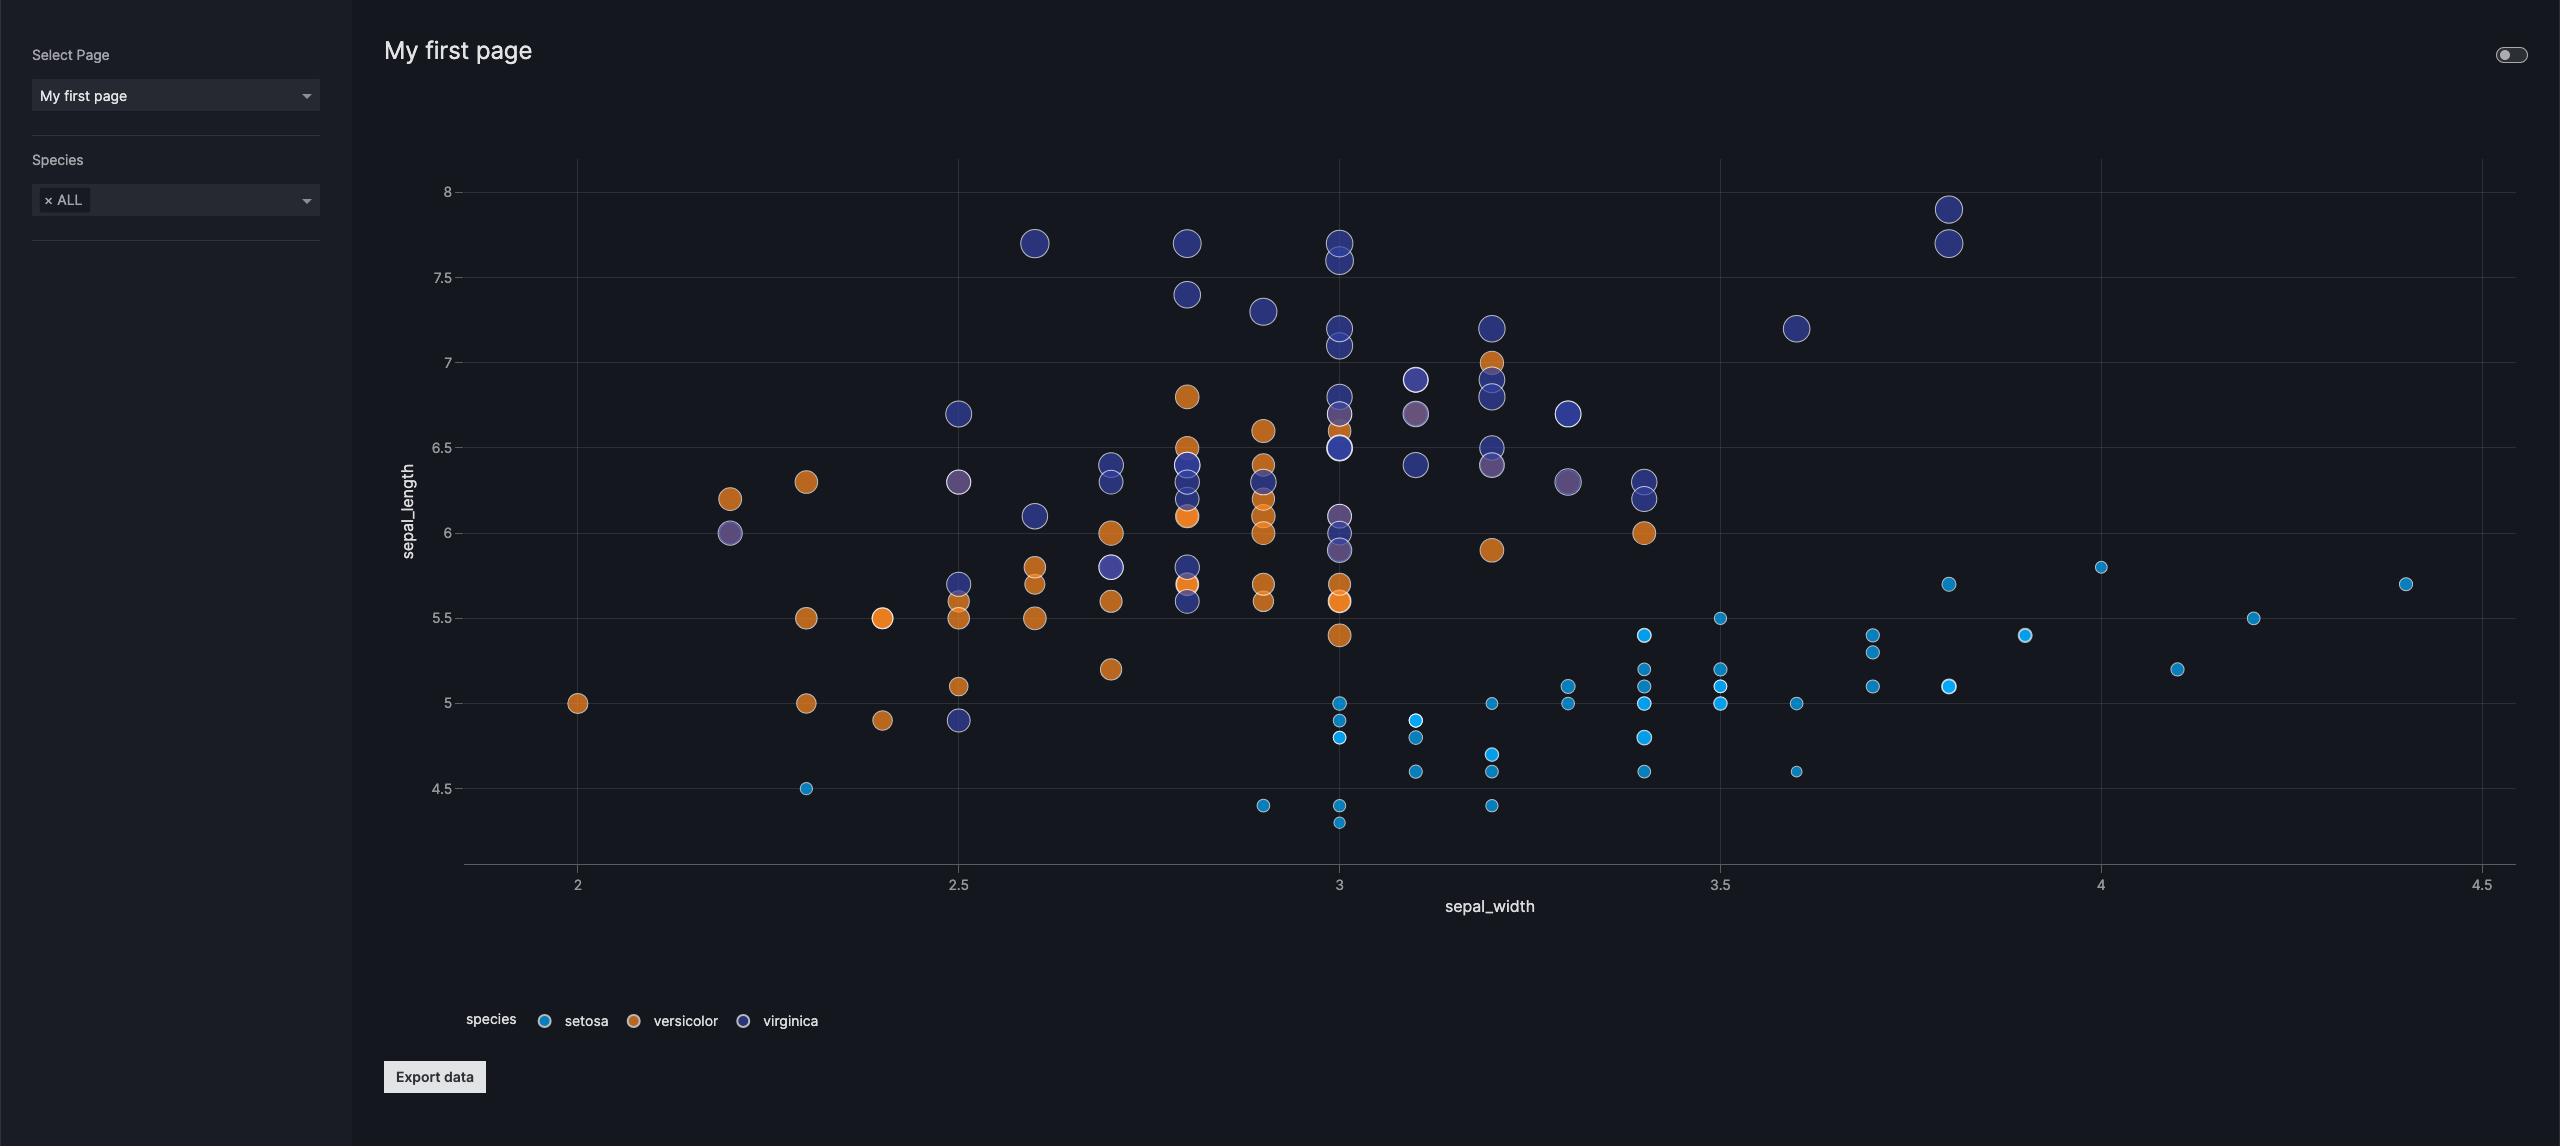 Select Page
My first page
Species
× ALL
My first page
8
7.5
7
6.5
6
5.5
5
4.5
sepal_length
2
2.5
3
3.5
4
4.5
sepal_width
species setosa versicolor virginica
Export data